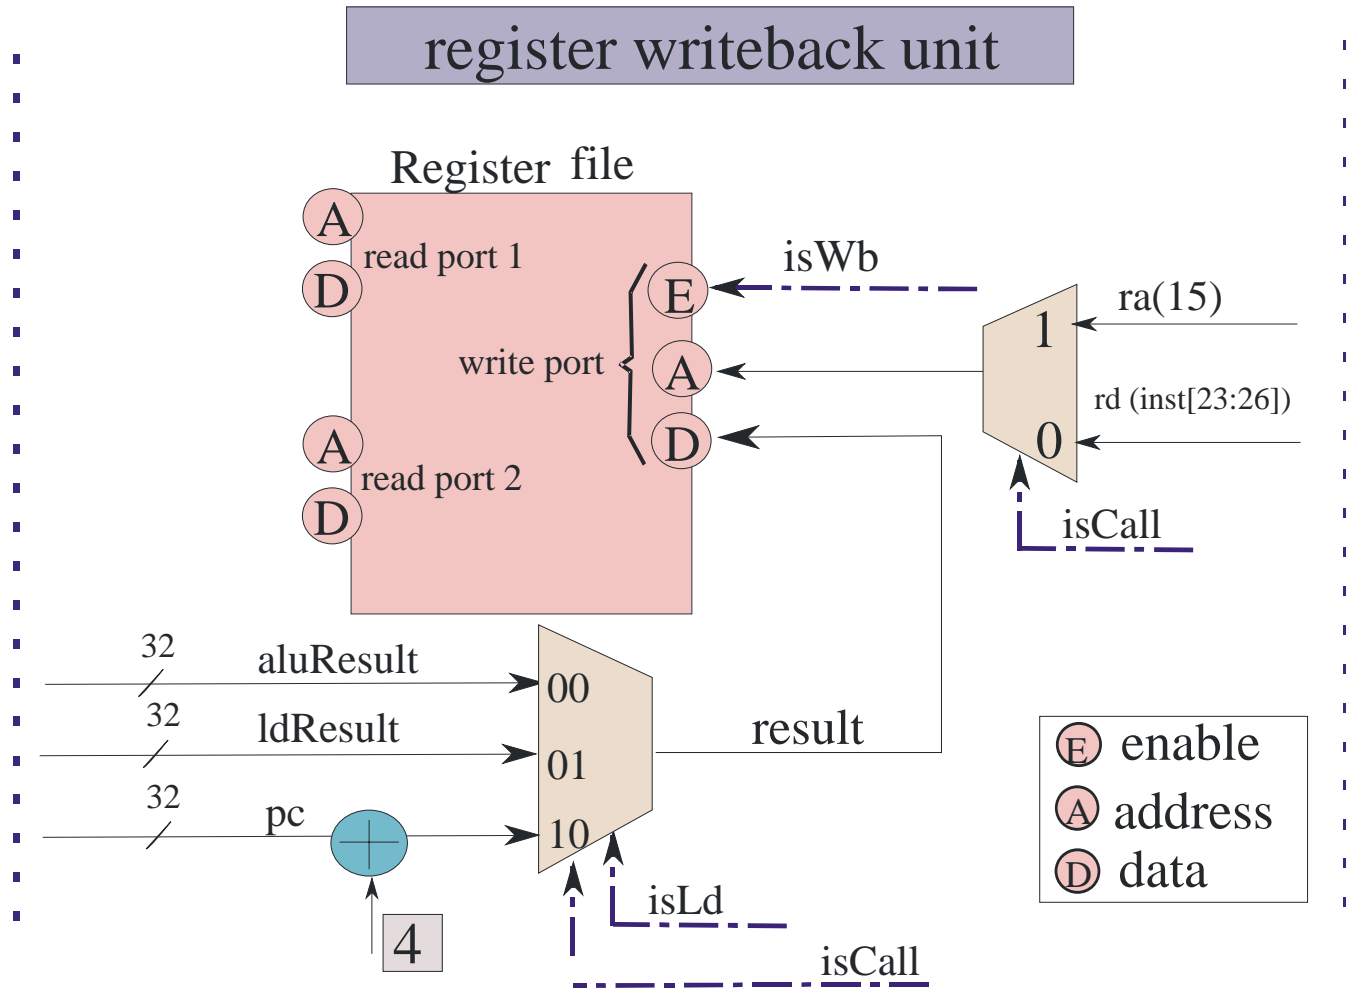 register writeback unit
Register file
A
read port 1
D
isWb
E
ra(15)
1
write port
A
rd (inst[23:26])
D
0
A
read port 2
D
isCall
32
aluResult
00
32
ldResult
01
result
32
pc
10
4
isLd
isCall
E enable
A address
D data